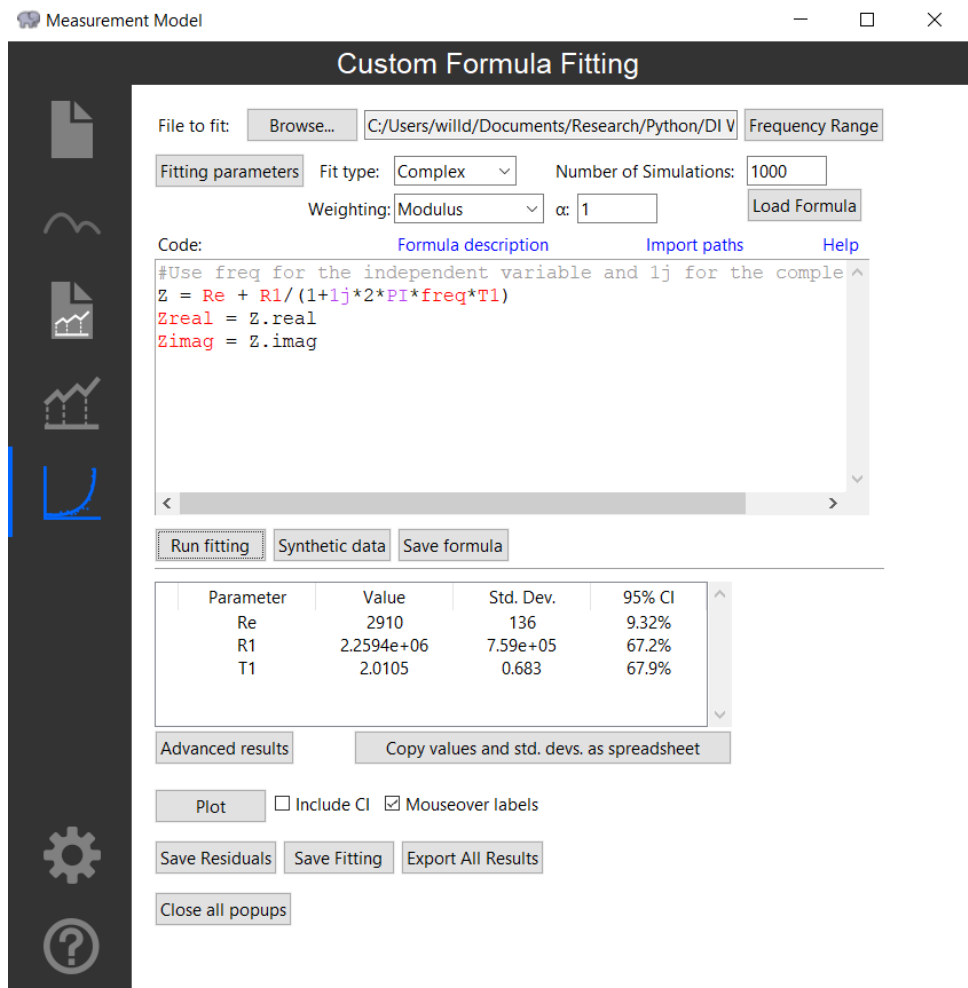 Measurement Model
Custom Formula Fitting
File to fit: Browse... C:/Users/willd/Documents/Research/Python/DI W Frequency Range
Fitting parameters Fit type: Complex Number of Simulations: 1000
Weighting: Modulus α: 1 Load Formula
Code: Formula description Import paths Help
#Use freq for the independent variable and 1j for the comple
Z = Re + R1/(1+1j*2*PI*freq*T1)
Zreal = Z.real
Zimag = Z.imag
Run fitting Synthetic data Save formula
Parameter Value Std. Dev. 95% CI
Re 2910 136 9.32%
R1 2.2594e+06 7.59e+05 67.2%
T1 2.0105 0.683 67.9%
Advanced results Copy values and std. devs. as spreadsheet
Plot Include CI Mouseover labels
Save Residuals Save Fitting Export All Results
Close all popups